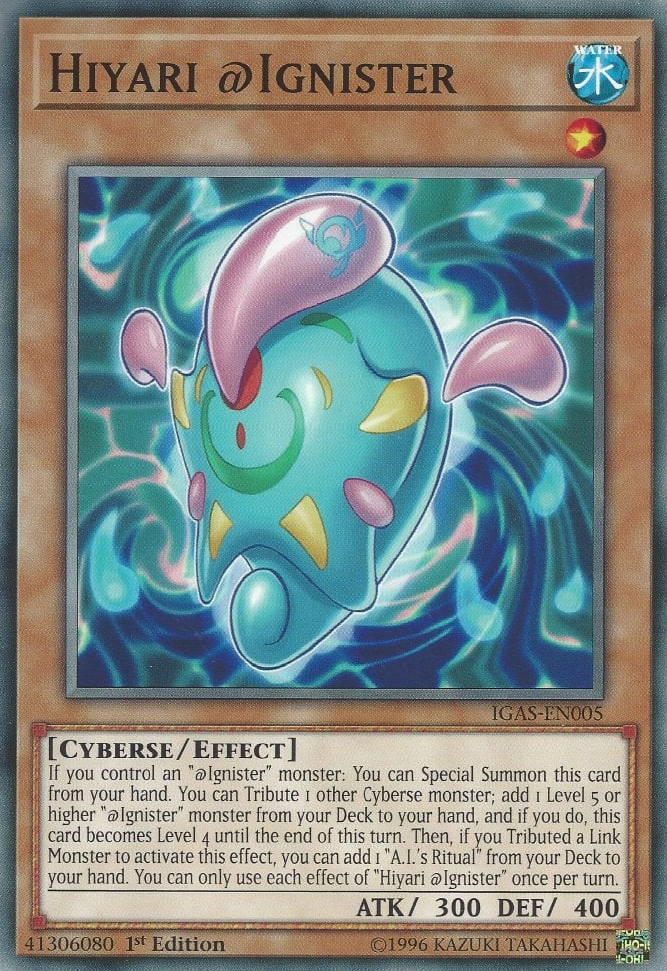 HIYARI @IGNISTER
WATER
水
IGAS-EN005
[CYBERSE/EFFECT]
If you control an "@Ignister" monster: You can Special Summon this card
from your hand. You can Tribute 1 other Cyberse monster; add 1 Level 5 or
higher "@Ignister" monster from your Deck to your hand, and if you do, this
card becomes Level 4 until the end of this turn. Then, if you Tributed a Link
Monster to activate this effect, you can add 1 "A.I.'s Ritual" from your Deck to
your hand. You can only use each effect of "Hiyari @Ignister" once per turn.
ATK/ 300 DEF/ 400
41306080 1st Edition ©1996 KAZUKI TAKAHASHI